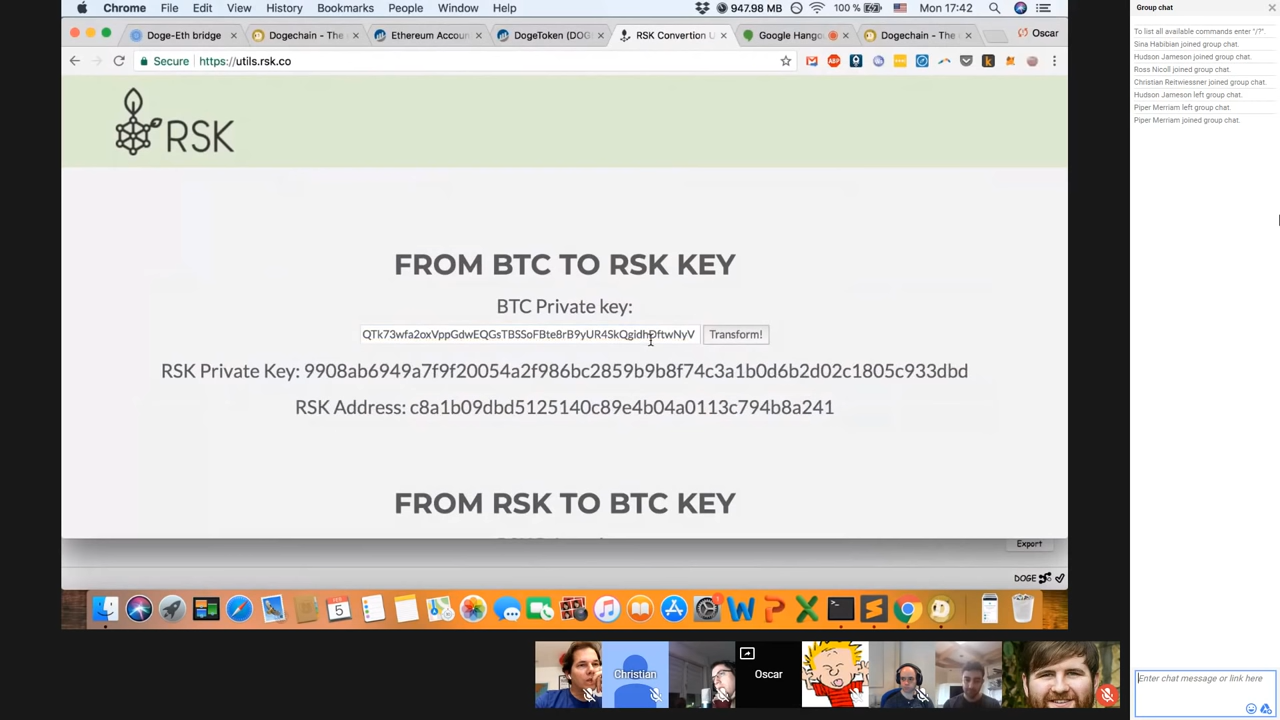 Chrome File Edit View History Bookmarks People Window Help 947.98 MB 100 % Mon 17:42
Doge-Eth bridge Dogechain - The Ethereum Accoun DogeToken (DOG RSK Convertion U Google Hango Dogechain - The Oscar
Secure https://utils.rsk.co
RSK
FROM BTC TO RSK KEY
BTC Private key:
QTk73wfa2oxVppGdwEQGsTBSSoFBte8rB9yUR4SkQgidhDftwNyV Transform!
RSK Private Key: 9908ab6949a7f9f20054a2f986bc2859b9b8f74c3a1b0d6b2d02c1805c933dbd
RSK Address: c8a1b09dbd5125140c89e4b04a0113c794b8a241
FROM RSK TO BTC KEY
Export
DOGE
Christian
Oscar
Group chat
To list all available commands enter "/?".
Sina Habibian joined group chat.
Hudson Jameson joined group chat.
Ross Nicoll joined group chat.
Christian Reitwiessner joined group chat.
Hudson Jameson left group chat.
Piper Merriam left group chat.
Piper Merriam joined group chat.
Enter chat message or link here